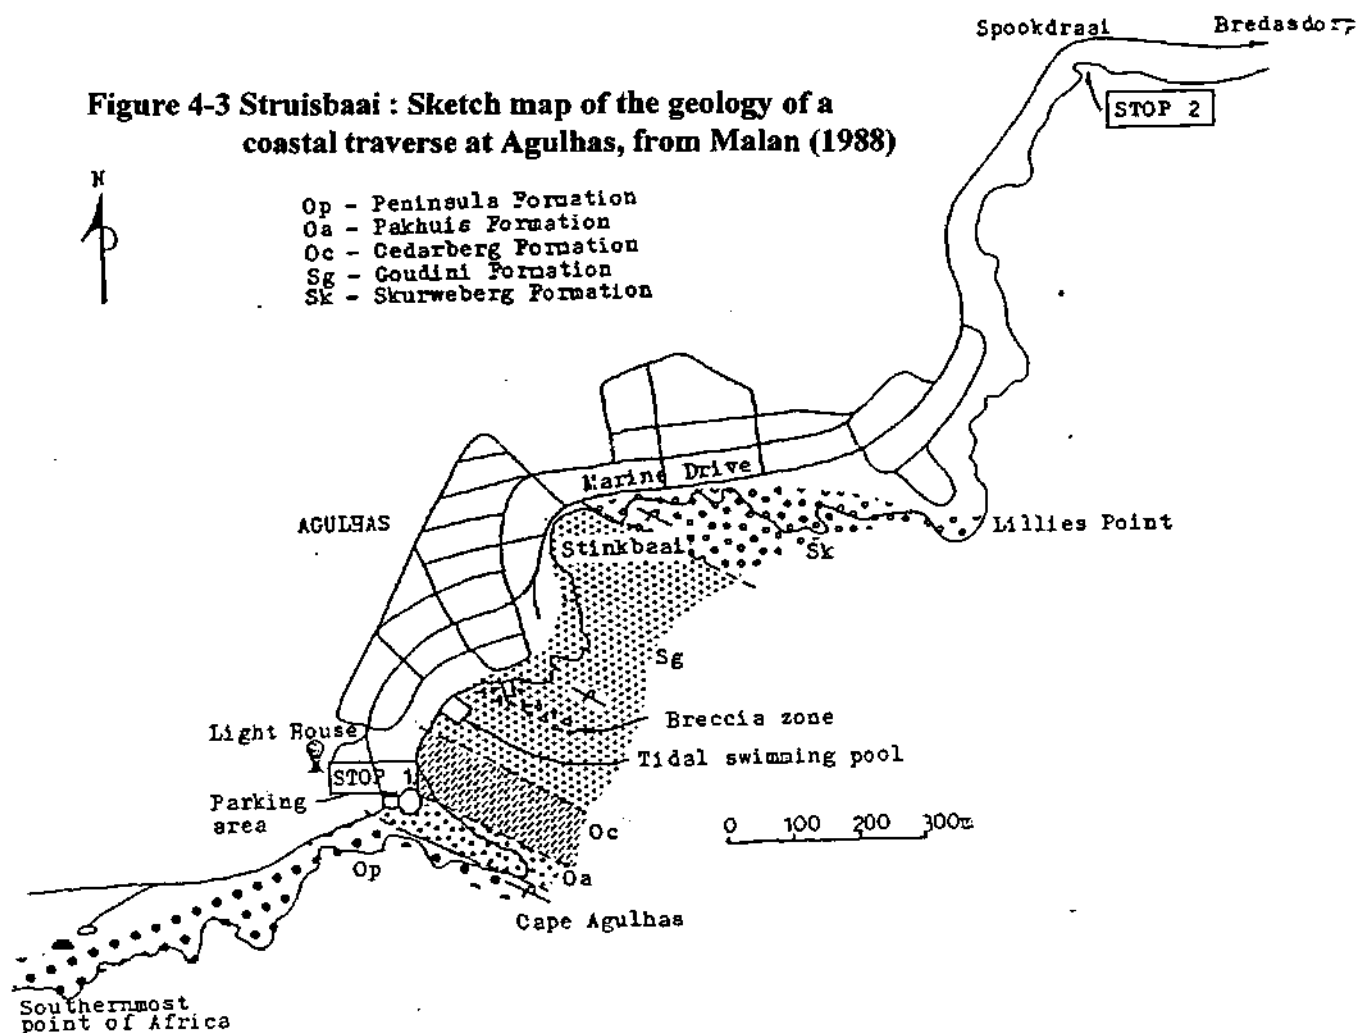 Spookdraai
Bredasdorp
STOP 2
Figure 4-3 Struisbaai : Sketch map of the geology of a
coastal traverse at Agulhas, from Malan (1988)
N
Op - Peninsula Formation
Oa - Pakhuis Formation
Oc - Cedarberg Formation
Sg - Goudini Formation
Sk - Skurweberg Formation
Marine Drive
AGULHAS
Stinkbaai
Sk
Lillies Point
Sg
Breccia zone
Light House
Tidal swimming pool
STOP 1
Parking
area
Oc
0 100 200 300m
Op
Oa
Cape Agulhas
Southernmost
point of Africa